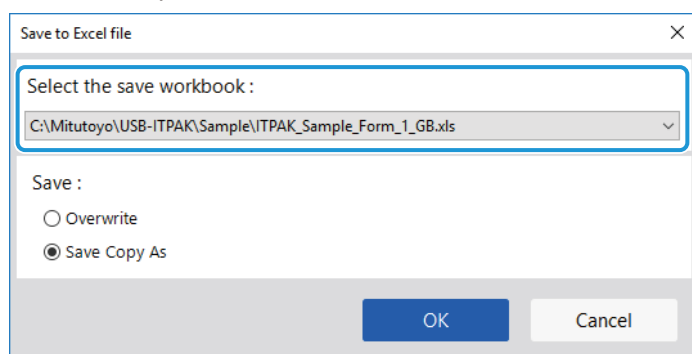 Save to Excel file
Select the save workbook :
C:\Mitutoyo\USB-ITPAK\Sample\ITPAK_Sample_Form_1_GB.xls
Save :
Overwrite
Save Copy As
OK Cancel